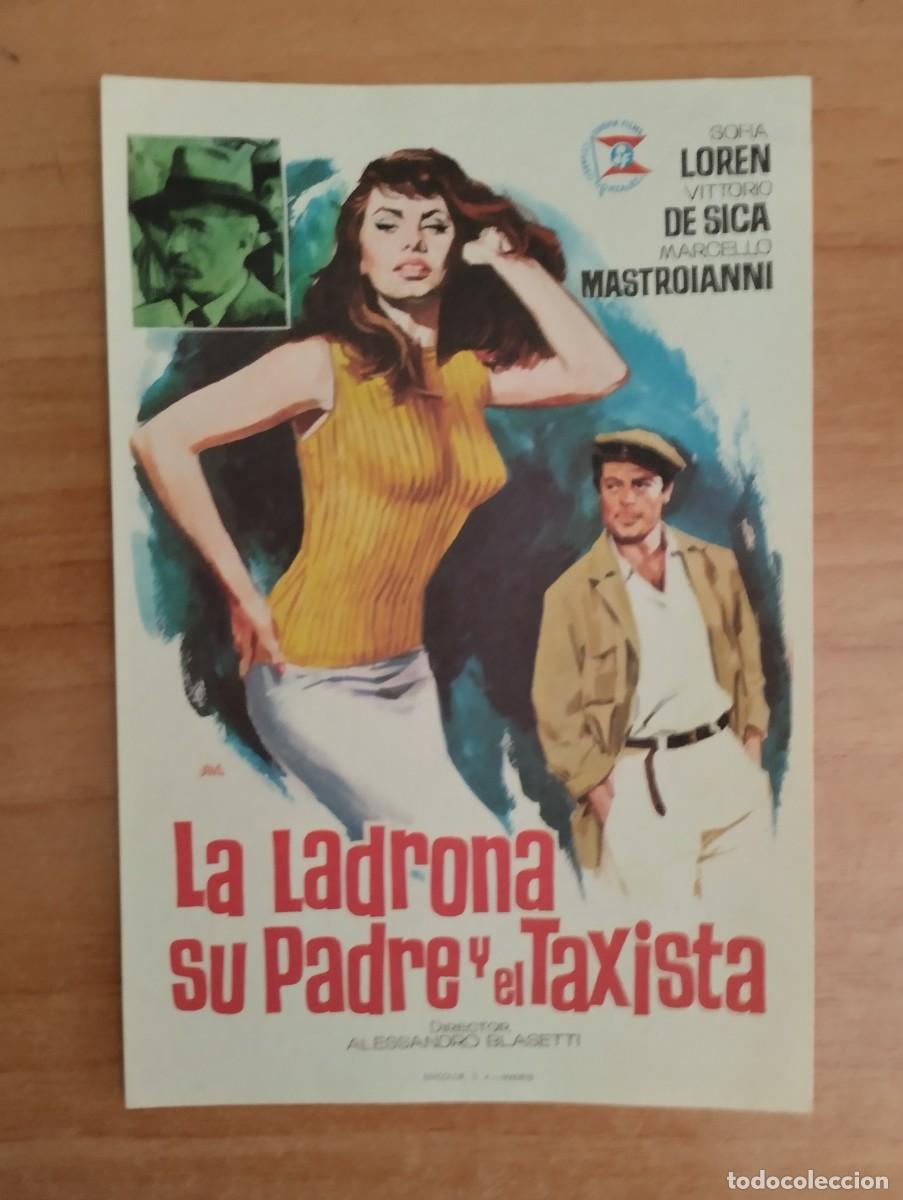 SOFIA
LOREN
VITTORIO
DE SICA
MARCELLO
MASTROIANNI
La Ladrona
su Padre y el Taxista
DIRECTOR
ALESSANDRO BLASETTI
todocoleccion